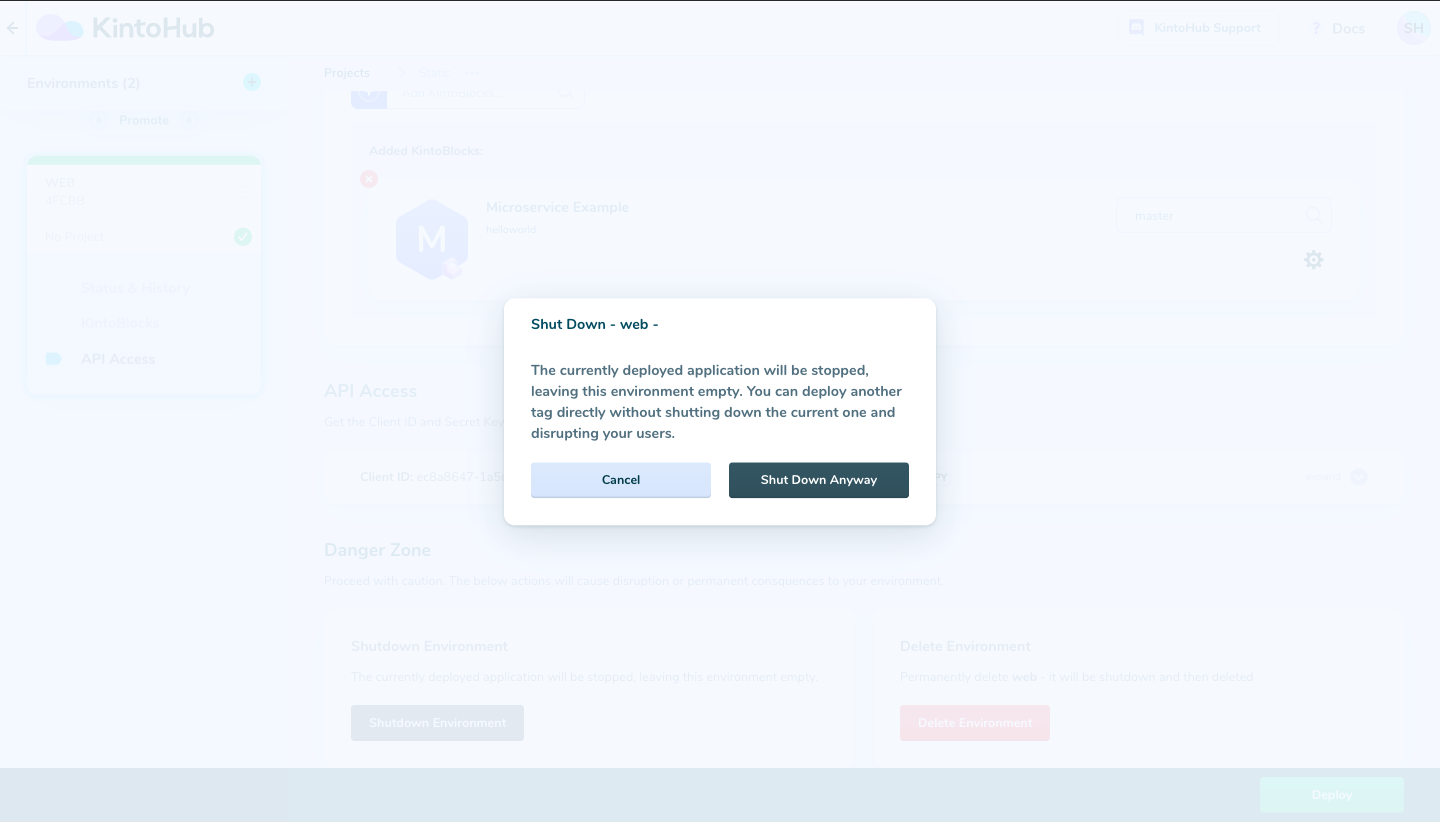 KintoHub
KintoHub Support
? Docs
SH
Environments (2)
Projects
Promote
Added KintoBlocks:
WEB
No Project
Microservice Example
helloworld
master
M
Status & History
KintoBlocks
API Access
Shut Down - web -
The currently deployed application will be stopped,
leaving this environment empty. You can deploy another
tag directly without shutting down the current one and
disrupting your users.
Cancel
Shut Down Anyway
API Access
Get the Client ID and Secret Key
Client ID: ec8a8647-1a5
Danger Zone
Proceed with caution. The below actions will cause disruption or permanent consquences to your environment.
Shutdown Environment
The currently deployed application will be stopped, leaving this environment empty.
Shutdown Environment
Delete Environment
Permanently delete web - it will be shutdown and then deleted
Delete Environment
Deploy